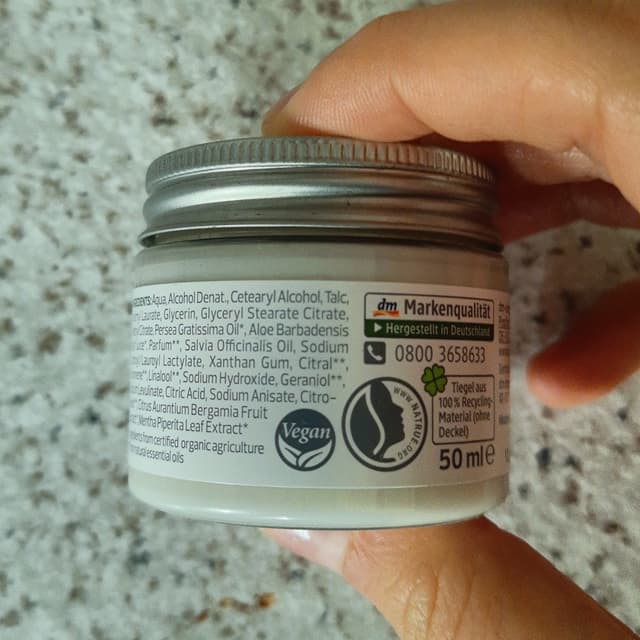 Aqua, Alcohol Denat., Cetearyl Alcohol, Talc,
Laurate, Glycerin, Glyceryl Stearate Citrate,
Citrate, Persea Gratissima Oil*, Aloe Barbadensis
Parfum**, Salvia Officinalis Oil, Sodium
Lauroyl Lactylate, Xanthan Gum, Citral**,
Linalool**, Sodium Hydroxide, Geraniol**,
Citric Acid, Sodium Anisate, Citro-
Citrus Aurantium Bergamia Fruit
Mentha Piperita Leaf Extract*
from certified organic agriculture
natural essential oils
Vegan
WWW.NATRUE.ORG
dm Markenqualität
Hergestellt in Deutschland
0800 3658633
Tiegel aus
100 % Recycling-
Material (ohne
Deckel)
50 ml e